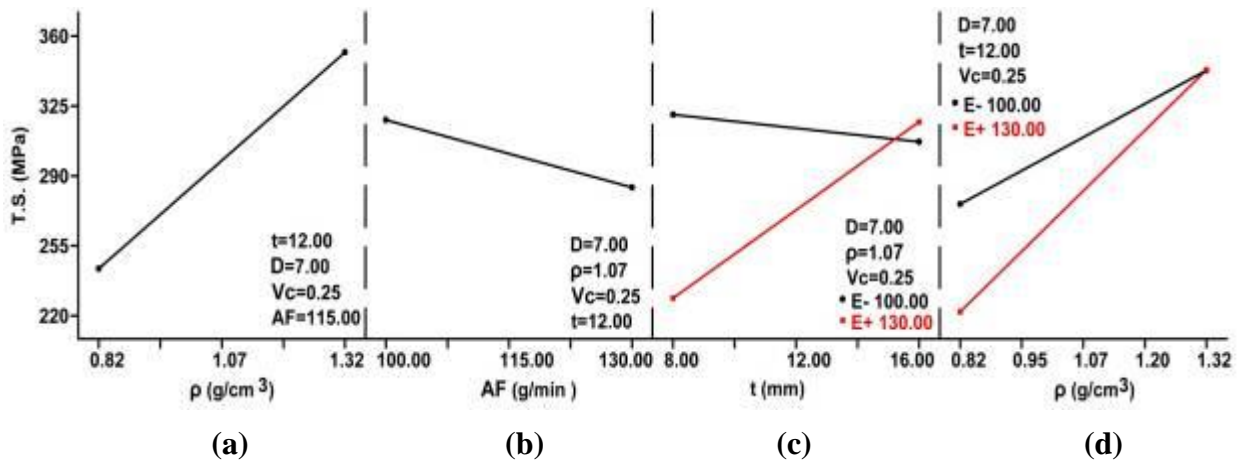 T.S. (MPa)
360
325
290
255
220
t=12.00
D=7.00
Vc=0.25
AF=115.00
0.82 1.07 1.32
ρ (g/cm³)
(a)
D=7.00
ρ=1.07
Vc=0.25
t=12.00
100.00 115.00 130.00
AF (g/min )
(b)
D=7.00
ρ=1.07
Vc=0.25
E- 100.00
E+ 130.00
8.00 12.00 16.00
t (mm)
(c)
D=7.00
t=12.00
Vc=0.25
E- 100.00
E+ 130.00
0.82 0.95 1.07 1.20 1.32
ρ (g/cm³)
(d)